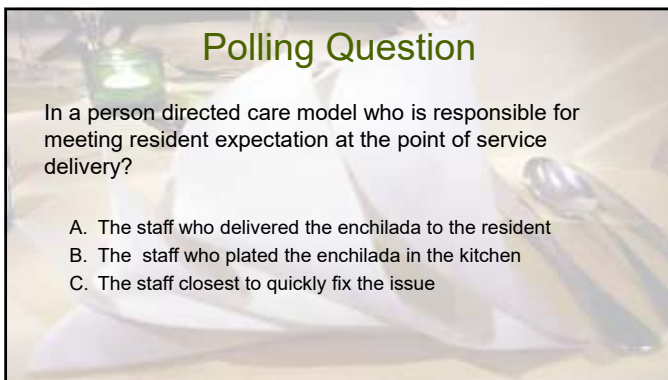 Polling Question
In a person directed care model who is responsible for
meeting resident expectation at the point of service
delivery?
A. The staff who delivered the enchilada to the resident
B. The  staff who plated the enchilada in the kitchen
C. The staff closest to quickly fix the issue